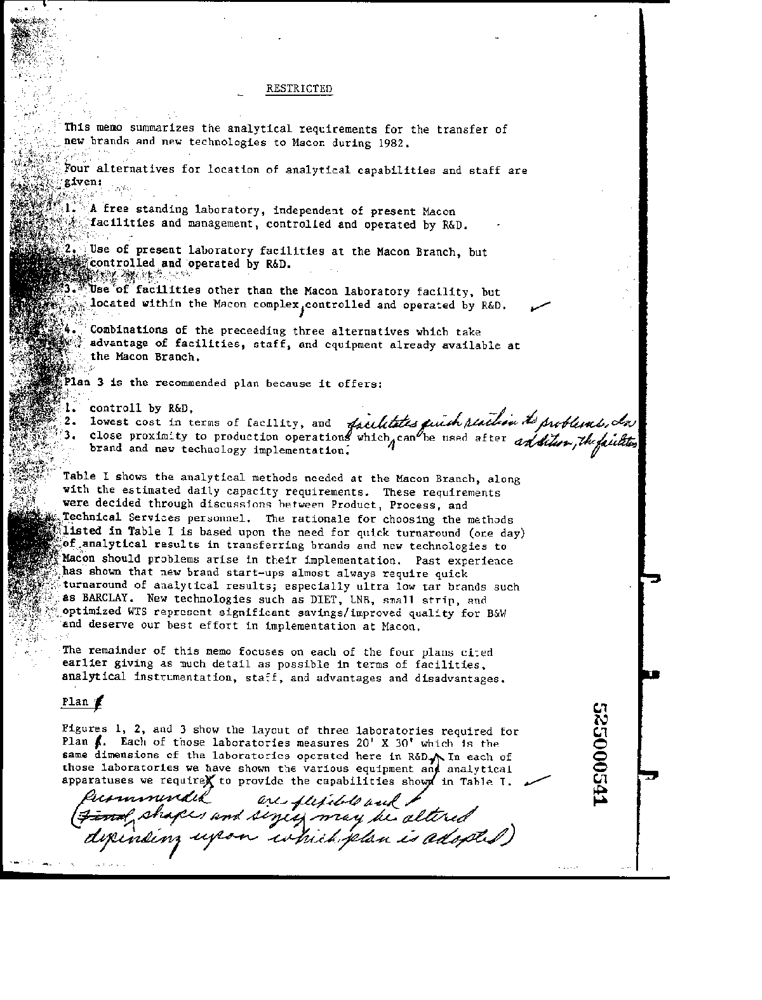 RESTRICTED
This memo summarizes the analytical requirements for the transfer of
new brands and new technologies to Macon during 1982.
Four alternatives for location of analytical capabilities and staff are
given:
1. A free standing laboratory, independent of present Macon
facilities and management, controlled and operated by R&D.
2. Use of present laboratory facilities at the Macon Branch, but
controlled and operated by R&D.
3. Use of facilities other than the Macon laboratory facility, but
located within the Macon complex, controlled and operated by R&D.
4. Combinations of the preceeding three alternatives which take
advantage of facilities, staff, and equipment already available at
the Macon Branch.
Plan 3 is the recommended plan because it offers:
1. controll by R&D,
2. lowest cost in terms of facility, and facilitates quick reaction to problems. In
3. close proximity to production operations which can be used after addition, the facilities
brand and new technology implementation.
Table I shows the analytical methods needed at the Macon Branch, along
with the estimated daily capacity requirements. These requirements
were decided through discussions between Product, Process, and
Technical Services personnel. The rationale for choosing the methods
listed in Table I is based upon the need for quick turnaround (one day)
of analytical results in transferring brands and new technologies to
Macon should problems arise in their implementation. Past experience
has shown that new brand start-ups almost always require quick
turnaround of analytical results; especially ultra low tar brands such
as BARCLAY. New technologies such as DIET, LNB, small strip, and
optimized WTS represent significant savings/improved quality for B&W
and deserve our best effort in implementation at Macon.
The remainder of this memo focuses on each of the four plans cited
earlier giving as much detail as possible in terms of facilities,
analytical instrumentation, staff, and advantages and disadvantages.
Plan
Figures 1, 2, and 3 show the layout of three laboratories required for
Plan . Each of those laboratories measures 20' X 30' which is the
same dimensions of the laboratories operated here in R&D. In each of
those laboratories we have shown the various equipment and analytical
apparatuses we require to provide the capabilities shown in Table I.
Recommended are flexible and
( shapes and sizes may be altered
depending upon which plan is adopted)
525000541